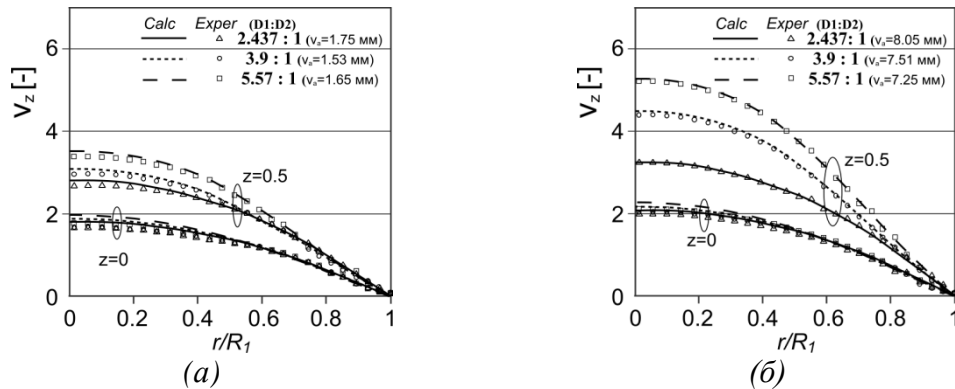 Calc Exper (D1:D2)
2.437 : 1 (vₐ=1.75 мм)
3.9 : 1 (vₐ=1.53 мм)
5.57 : 1 (vₐ=1.65 мм)
v_z [-]
6
4
2
0
z=0.5
z=0
0 0.2 0.4 0.6 0.8 1
r/R₁
(а)
Calc Exper (D1:D2)
2.437: 1 (vₐ=8.05 мм)
3.9 : 1 (vₐ=7.51 мм)
5.57 : 1 (vₐ=7.25 мм)
v_z [-]
6
4
2
0
z=0.5
z=0
0 0.2 0.4 0.6 0.8 1
r/R₁
(б)